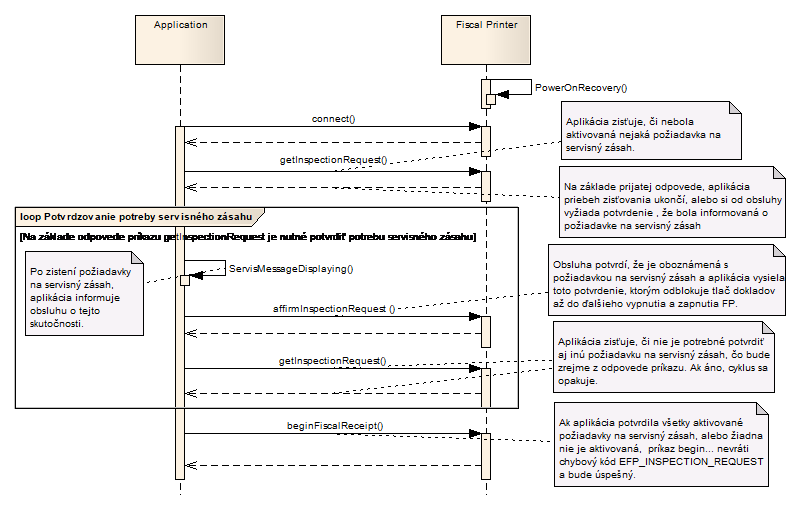 Application
Fiscal Printer
PowerOnRecovery()
connect()
Aplikácia zisťuje, či nebola
aktivovaná nejaká požiadavka na
servisný zásah.
getInspectionRequest()
Na základe prijatej odpovede, aplikácia
priebeh zisťovania ukončí, alebo si od obsluhy
vyžiada potvrdenie , že bola informovaná o
požiadavke na servisný zásah
loop Potvrdzovanie potreby servisného zásahu
[Na základe odpovede príkazu getInspectionRequest je nutné potvrdiť potrebu servisného zásahu]
Po zistení požiadavky
na servisný zásah,
aplikácia informuje
obsluhu o tejto
skutočnosti.
ServisMessageDisplaying()
Obsluha potvrdí, že je oboznámená s
požiadavkou na servisný zásah a aplikácia vysiela
toto potvrdenie, ktorým odblokuje tlač dokladov
až do ďalšieho vypnutia a zapnutia FP.
affirmInspectionRequest ()
Aplikácia zisťuje, či nie je potrebné potvrdiť
aj inú požiadavku na servisný zásah, čo bude
zrejme z odpovede príkazu. Ak áno, cyklus sa
opakuje.
getInspectionRequest()
beginFiscalReceipt()
Ak aplikácia potvrdila všetky aktivované
požiadavky na servisný zásah, alebo žiadna
nie je aktivovaná, príkaz begin... nevráti
chybový kód EFP_INSPECTION_REQUEST
a bude úspešný.